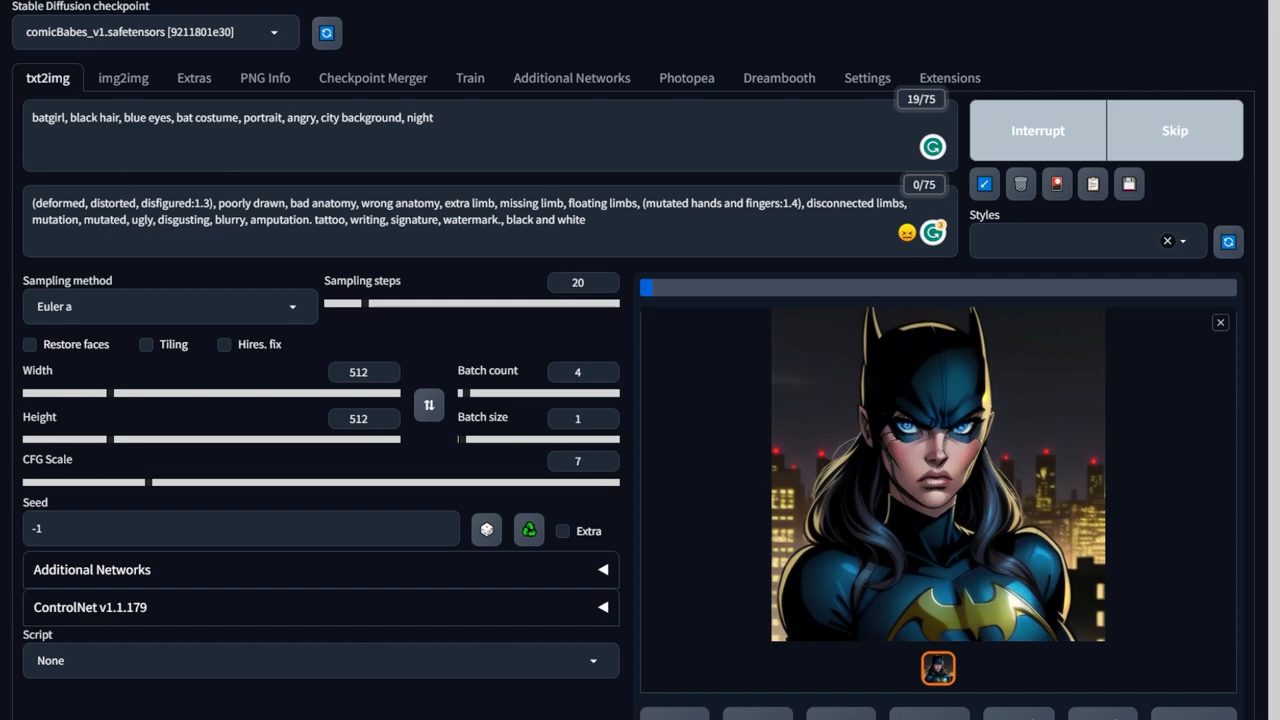 Stable Diffusion checkpoint
comicBabes_v1.safetensors [9211801e30]
txt2img img2img Extras PNG Info Checkpoint Merger Train Additional Networks Photopea Dreambooth Settings Extensions
19/75
batgirl, black hair, blue eyes, bat costume, portrait, angry, city background, night
Interrupt Skip
0/75
(deformed, distorted, disfigured:1.3), poorly drawn, bad anatomy, wrong anatomy, extra limb, missing limb, floating limbs, (mutated hands and fingers:1.4), disconnected limbs,
mutation, mutated, ugly, disgusting, blurry, amputation. tattoo, writing, signature, watermark., black and white
3
Styles
Sampling method
Euler a
Sampling steps 20
Restore faces Tiling Hires. fix
Width 512
Batch count 4
Height 512
Batch size 1
CFG Scale 7
Seed
-1
Extra
Additional Networks
ControlNet v1.1.179
Script
None